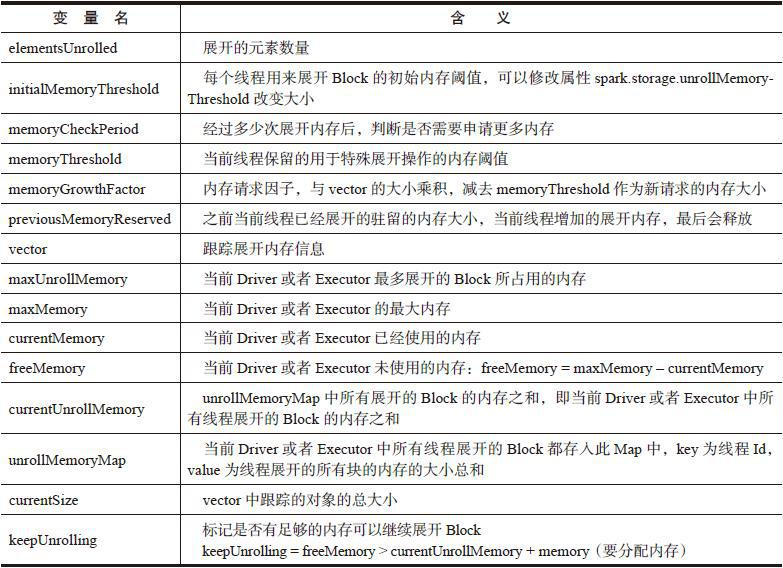 变 量 名 含 义
elementsUnrolled 展开的元素数量
initialMemoryThreshold 每个线程用来展开 Block 的初始内存阈值，可以修改属性 spark.storage.unrollMemory-
Threshold 改变大小
memoryCheckPeriod 经过多少次展开内存后，判断是否需要申请更多内存
memoryThreshold 当前线程保留的用于特殊展开操作的内存阈值
memoryGrowthFactor 内存请求因子，与 vector 的大小乘积，减去 memoryThreshold 作为新请求的内存大小
previousMemoryReserved 之前当前线程已经展开的驻留的内存大小，当前线程增加的展开内存，最后会释放
vector 跟踪展开内存信息
maxUnrollMemory 当前 Driver 或者 Executor 最多展开的 Block 所占用的内存
maxMemory 当前 Driver 或者 Executor 的最大内存
currentMemory 当前 Driver 或者 Executor 已经使用的内存
freeMemory 当前 Driver 或者 Executor 未使用的内存：freeMemory = maxMemory – currentMemory
currentUnrollMemory unrollMemoryMap 中所有展开的 Block 的内存之和，即当前 Driver 或者 Executor 中所
有线程展开的 Block 的内存之和
unrollMemoryMap 当前 Driver 或者 Executor 中所有线程展开的 Block 都存入此 Map 中，key 为线程 Id，
value 为线程展开的所有块的内存的大小总和
currentSize vector 中跟踪的对象的总大小
keepUnrolling 标记是否有足够的内存可以继续展开 Block
keepUnrolling = freeMemory > currentUnrollMemory + memory（要分配内存）